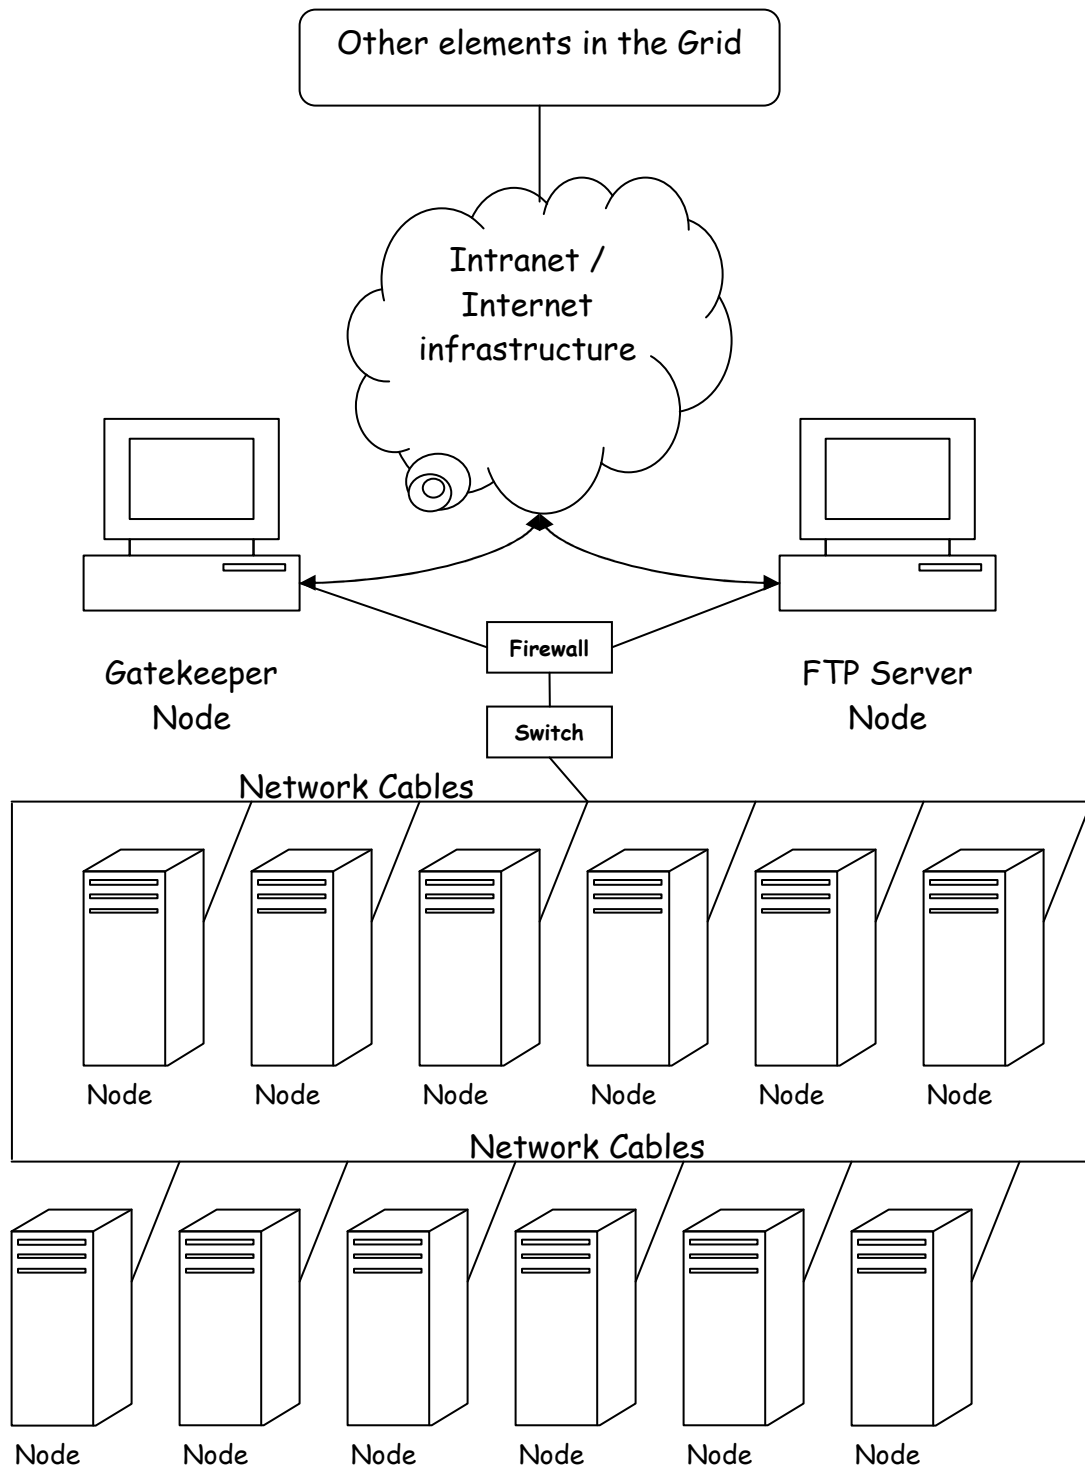 Other elements in the Grid
Intranet /
Internet
infrastructure
Gatekeeper
Node
FTP Server
Node
Firewall
Switch
Network Cables
Node
Node
Node
Node
Node
Node
Network Cables
Node
Node
Node
Node
Node
Node